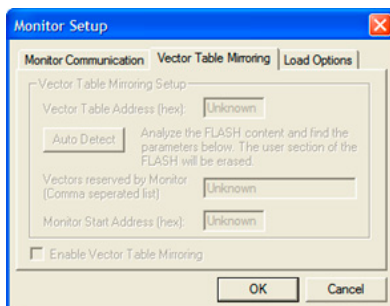 Monitor Setup
Monitor Communication
Vector Table Mirroring
Load Options
Vector Table Mirroring Setup
Vector Table Address (hex):
Unknown
Auto Detect
Analyze the FLASH content and find the
parameters below. The user section of the
FLASH will be erased.
Vectors reserved by Monitor
(Comma seperated list)
Unknown
Monitor Start Address (hex):
Unknown
Enable Vector Table Mirroring
OK
Cancel